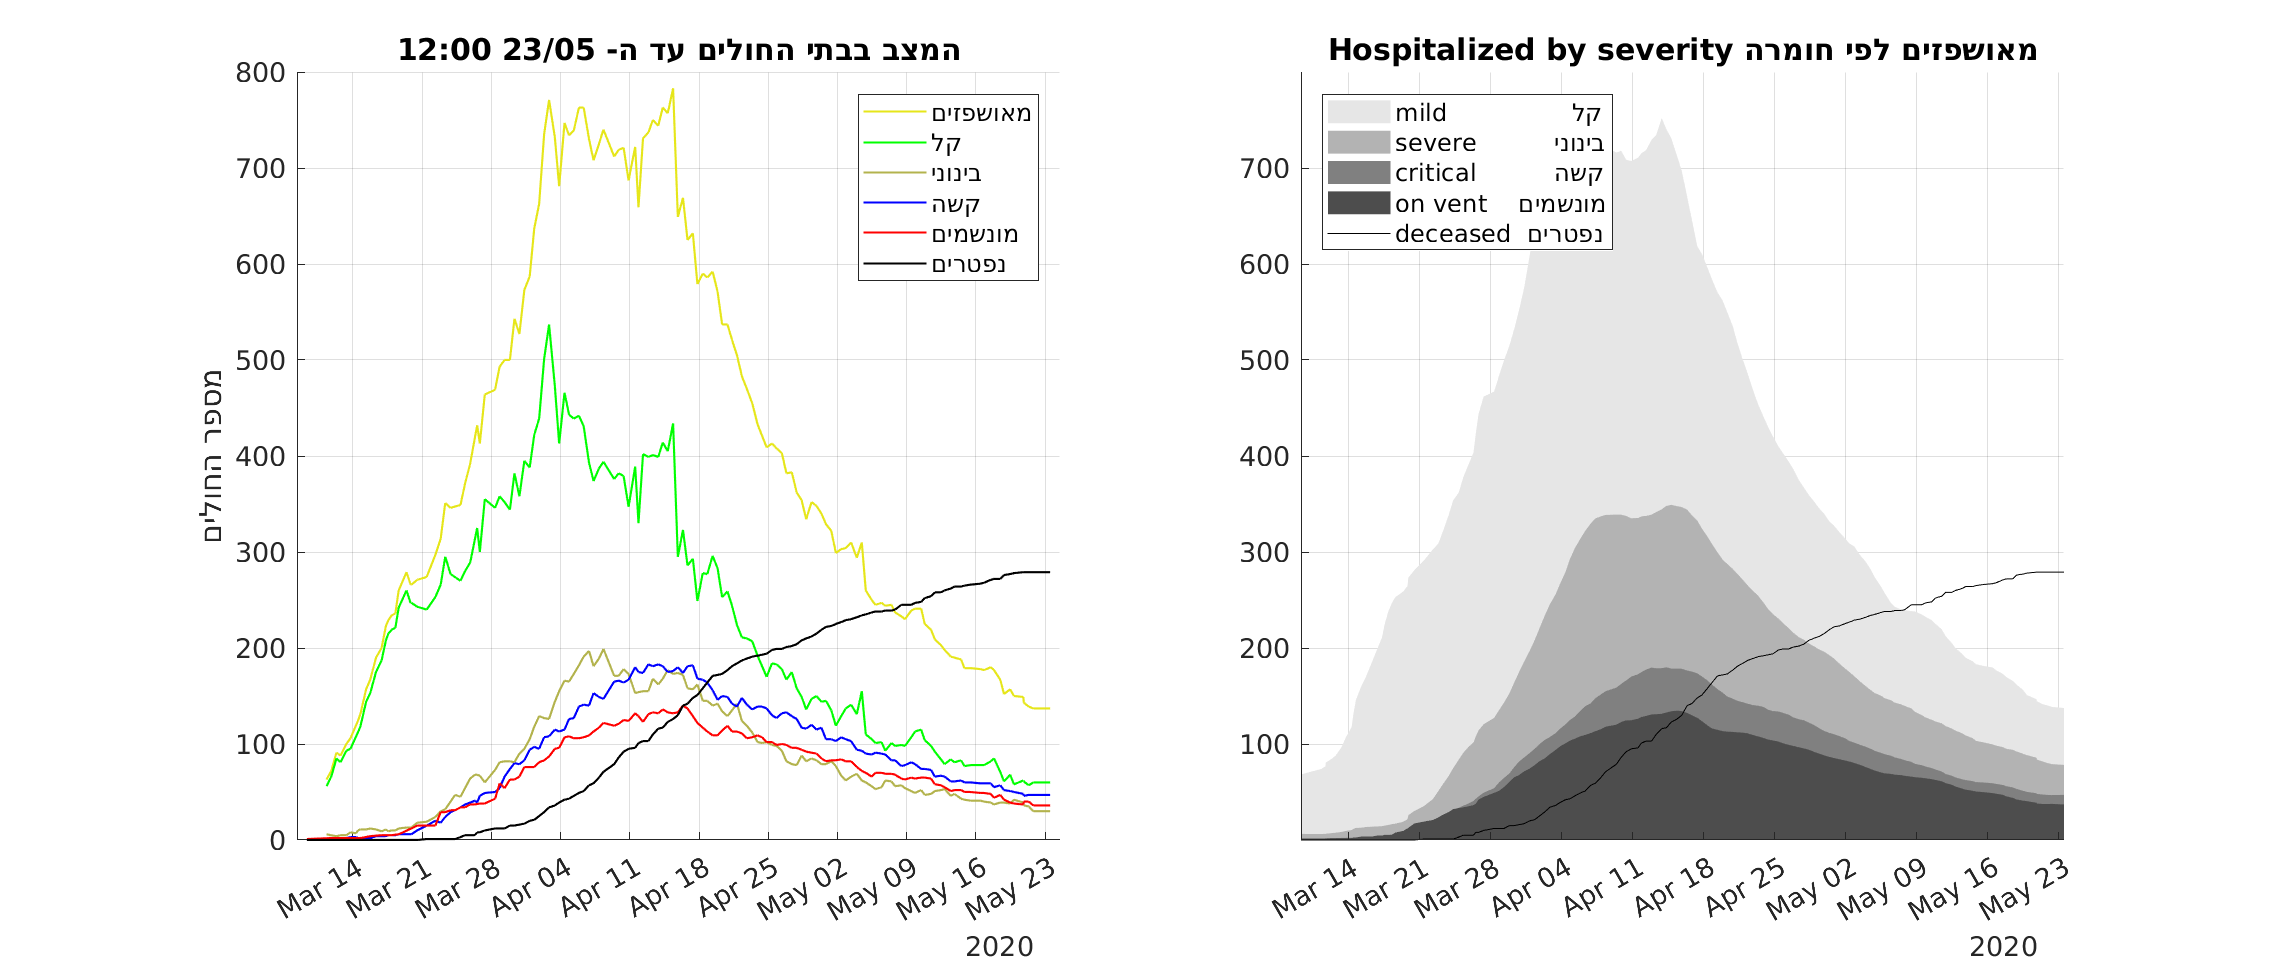 המצב בבתי החולים עד ה- 23/05 12:00
800
700
600
500
400
300
200
100
0
מספר החולים
מאושפזים
קל
בינוני
קשה
מונשמים
נפטרים
Mar 14
Mar 21
Mar 28
Apr 04
Apr 11
Apr 18
Apr 25
May 02
May 09
May 16
May 23
2020
Hospitalized by severity מאושפזים לפי חומרה
700
600
500
400
300
200
100
mild קל
severe בינוני
critical קשה
on vent מונשמים
deceased נפטרים
Mar 14
Mar 21
Mar 28
Apr 04
Apr 11
Apr 18
Apr 25
May 02
May 09
May 16
May 23
2020